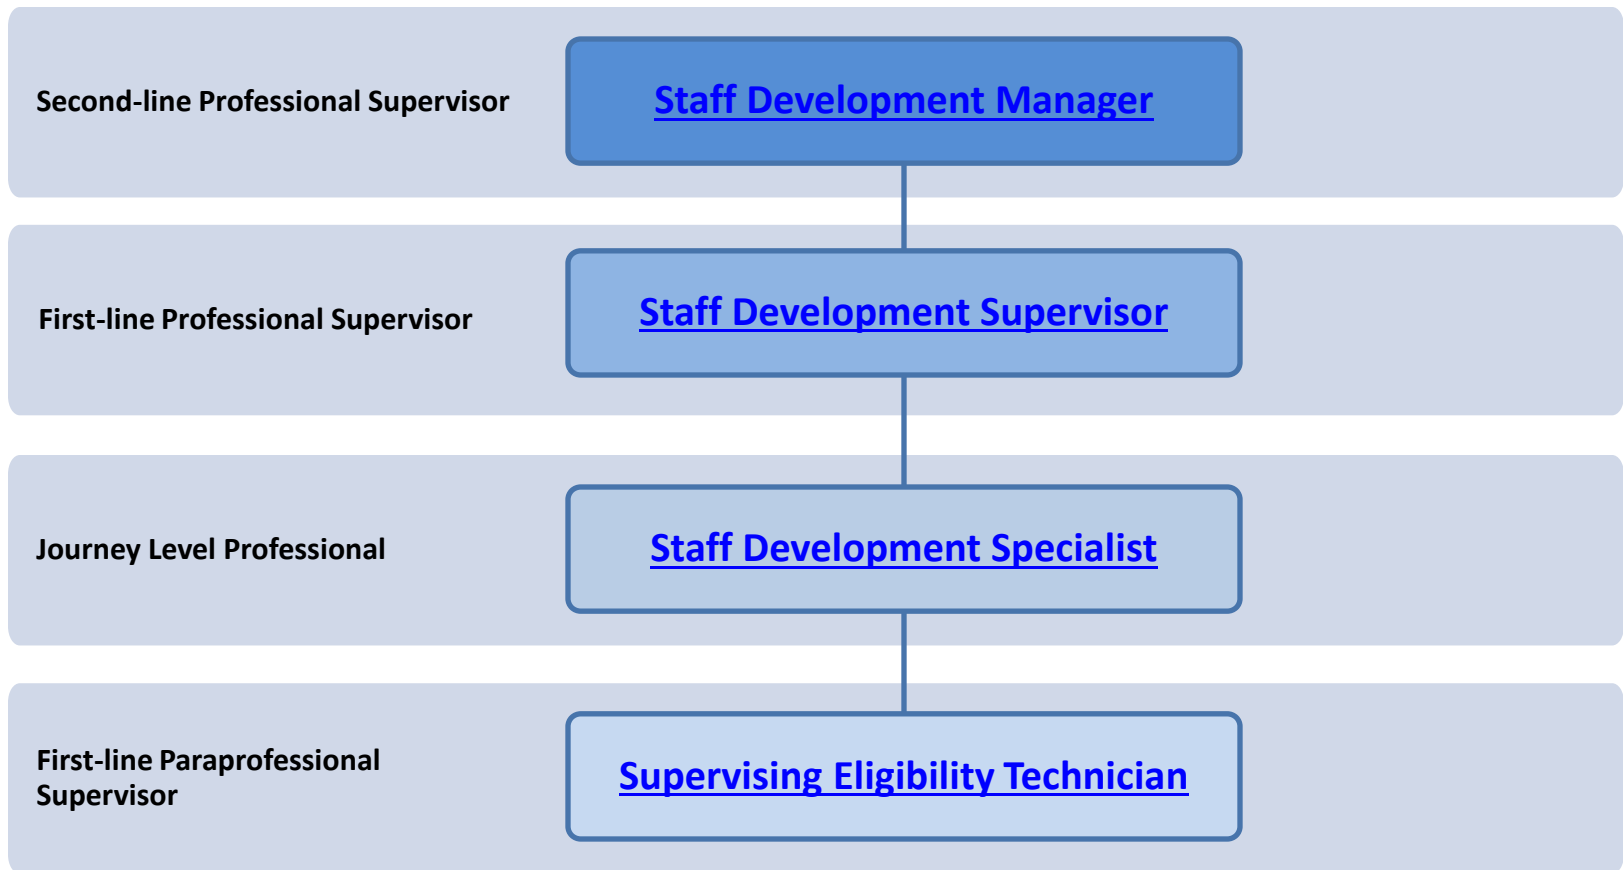 Second-line Professional Supervisor
Staff Development Manager
First-line Professional Supervisor
Staff Development Supervisor
Journey Level Professional
Staff Development Specialist
First-line Paraprofessional
Supervisor
Supervising Eligibility Technician